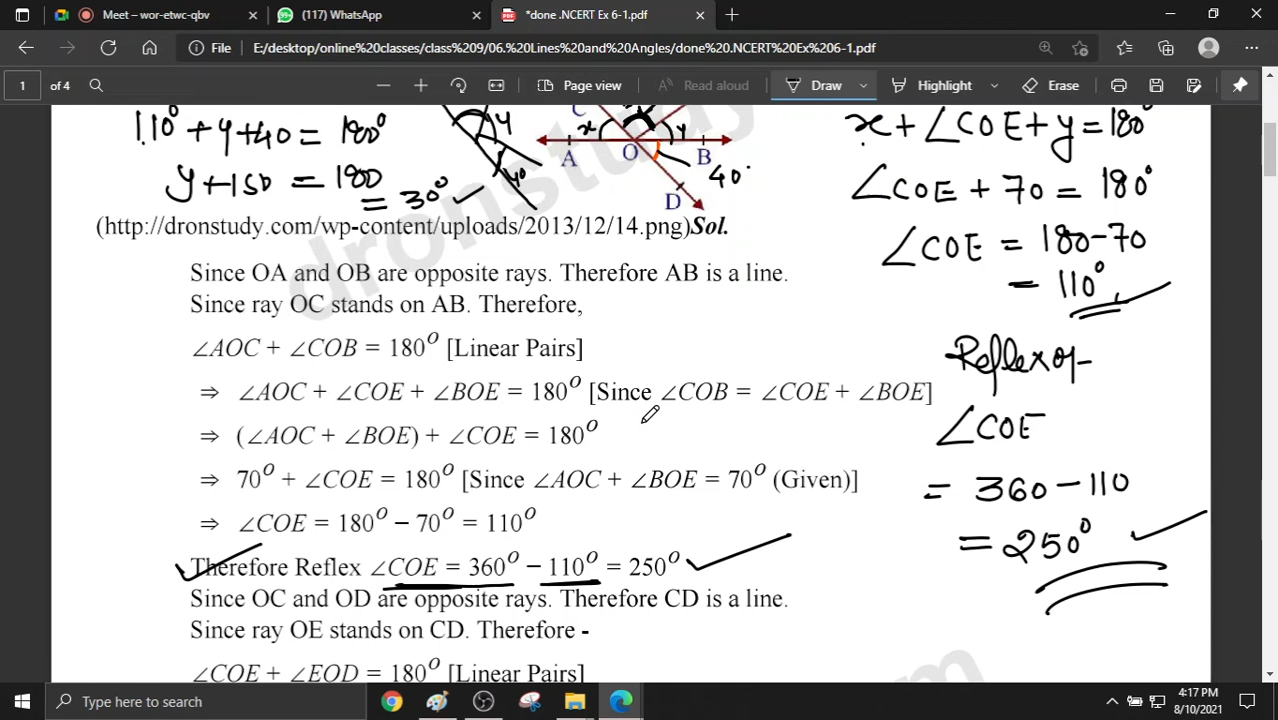 Meet – wor-etwc-qbv
(117) WhatsApp
*done .NCERT Ex 6-1.pdf
File
E:/desktop/online%20classes/class%209/06.%20Lines%20and%20Angles/done%20.NCERT%20Ex%206-1.pdf
1 of 4
Page view
Read aloud
Draw
Highlight
Erase
110° + y + 40 = 180°
y + 150 = 180
= 30°
y
40
C
x
y
A
O
B
40°
D
x + ∠COE + y = 180°
∠COE + 70 = 180°
∠COE = 180-70
= 110°
Reflex of
∠COE
= 360 - 110
= 250°
dronstudy
(http://dronstudy.com/wp-content/uploads/2013/12/14.png)Sol.
Since OA and OB are opposite rays. Therefore AB is a line.
Since ray OC stands on AB. Therefore,
∠AOC + ∠COB = 180° [Linear Pairs]
⇒ ∠AOC + ∠COE + ∠BOE = 180° [Since ∠COB = ∠COE + ∠BOE]
⇒ (∠AOC + ∠BOE) + ∠COE = 180°
⇒ 70° + ∠COE = 180° [Since ∠AOC + ∠BOE = 70° (Given)]
⇒ ∠COE = 180° − 70° = 110°
Therefore Reflex ∠COE = 360° − 110° = 250°
Since OC and OD are opposite rays. Therefore CD is a line.
Since ray OE stands on CD. Therefore -
∠COE + ∠EOD = 180° [Linear Pairs]
Type here to search
4:17 PM
8/10/2021